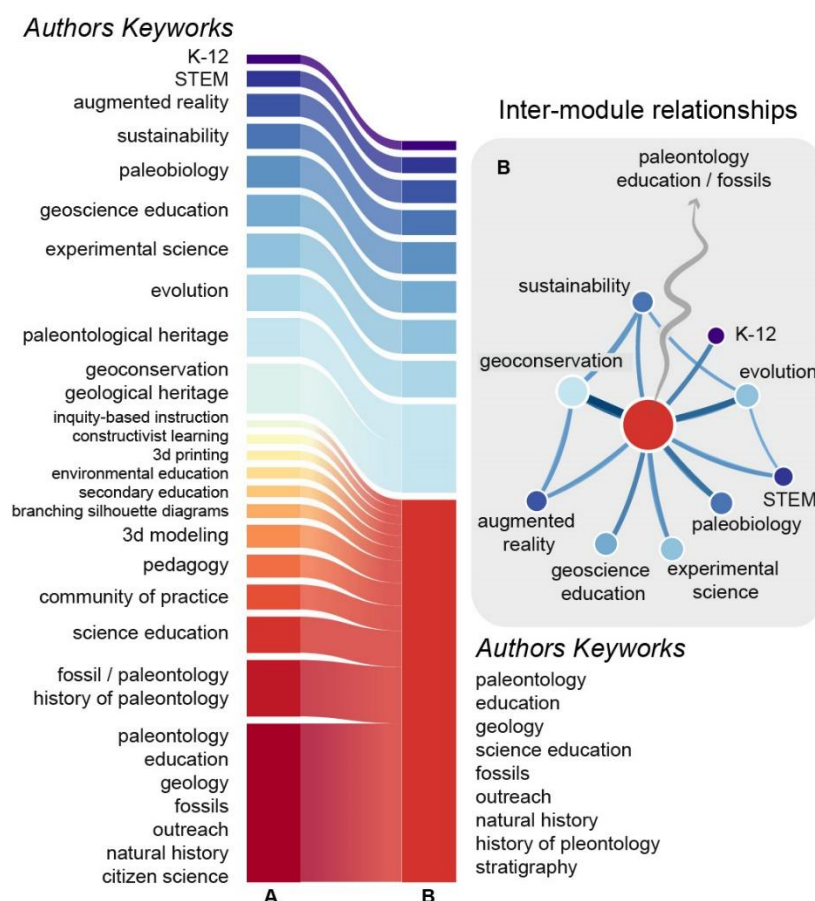 Authors Keyworks
K-12
STEM
augmented reality
sustainability
paleobiology
geoscience education
experimental science
evolution
paleontological heritage
geoconservation
geological heritage
inquity-based instruction
constructivist learning
3d printing
environmental education
secondary education
branching silhouette diagrams
3d modeling
pedagogy
community of practice
science education
fossil / paleontology
history of paleontology
paleontology
education
geology
fossils
outreach
natural history
citizen science
A
B
Inter-module relationships
B
paleontology
education / fossils
sustainability
K-12
geoconservation
evolution
STEM
augmented
reality
paleobiology
geoscience
education
experimental
science
Authors Keyworks
paleontology
education
geology
science education
fossils
outreach
natural history
history of pleontology
stratigraphy